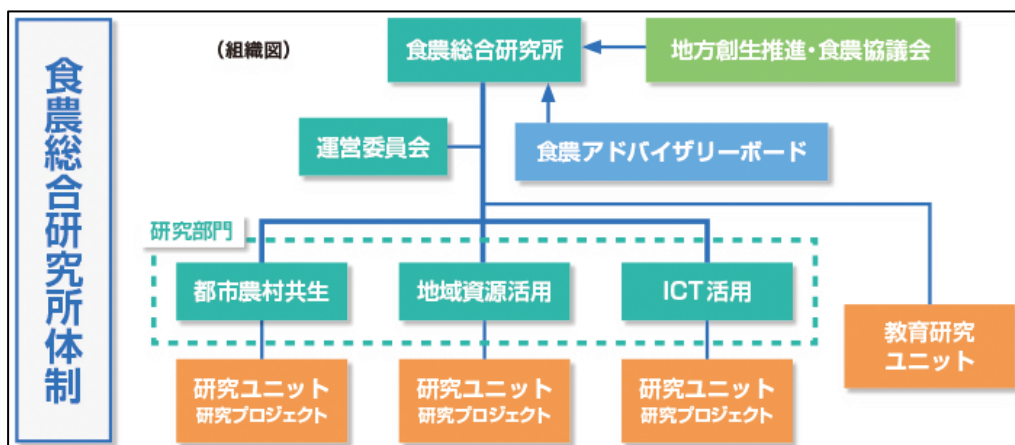 食農総合研究所体制
（組織図）
食農総合研究所
地方創生推進・食農協議会
運営委員会
食農アドバイザリーボード
研究部門
都市農村共生
地域資源活用
ICT活用
教育研究
ユニット
研究ユニット
研究プロジェクト
研究ユニット
研究プロジェクト
研究ユニット
研究プロジェクト